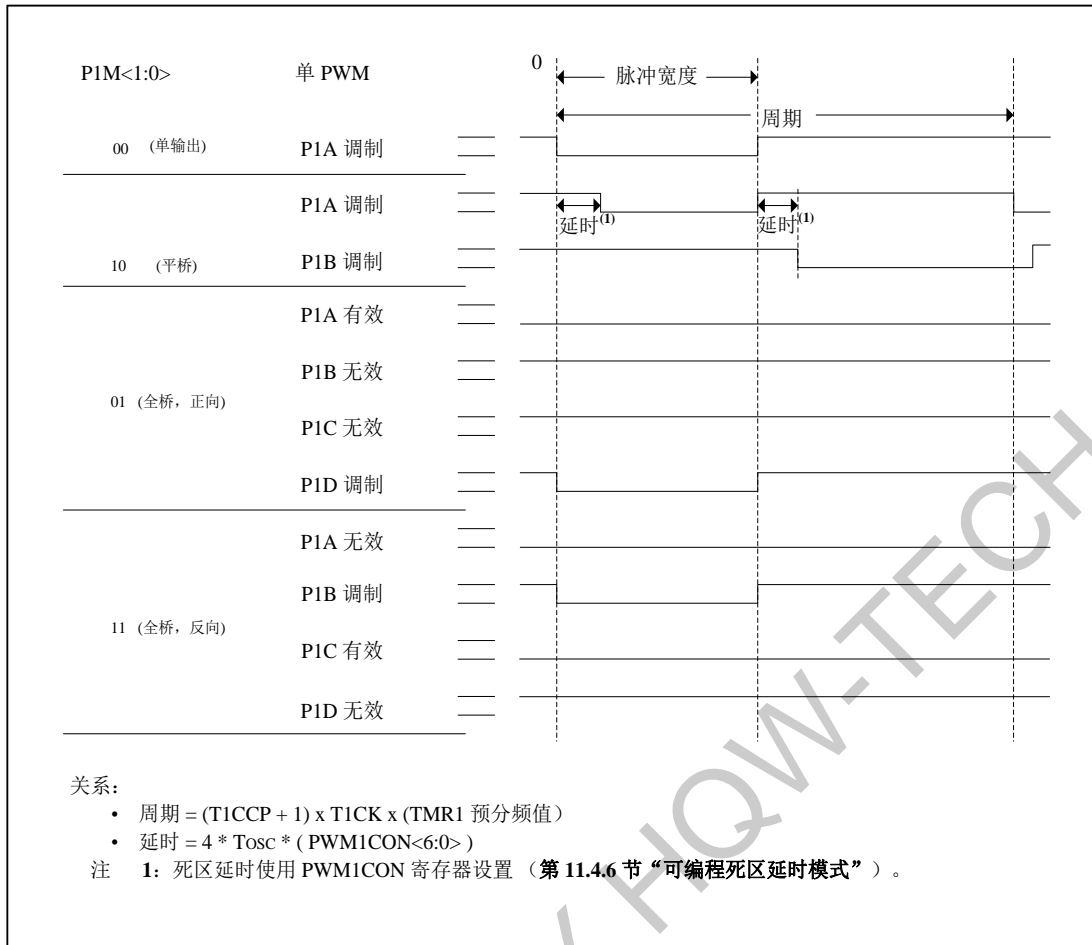 P1M<1:0> 单 PWM 0 脉冲宽度
周期
00 (单输出) P1A 调制
P1A 调制
延时(1) 延时(1)
10 (平桥) P1B 调制
P1A 有效
P1B 无效
01 (全桥，正向)
P1C 无效
P1D 调制
P1A 无效
P1B 调制
11 (全桥，反向)
P1C 有效
P1D 无效
关系：
• 周期 = (T1CCP + 1) x T1CK x (TMR1 预分频值）
• 延时 = 4 * Tosc * ( PWM1CON<6:0> )
注 1：死区延时使用 PWM1CON 寄存器设置 （第 11.4.6 节“可编程死区延时模式”）。
Y HQW-TECH